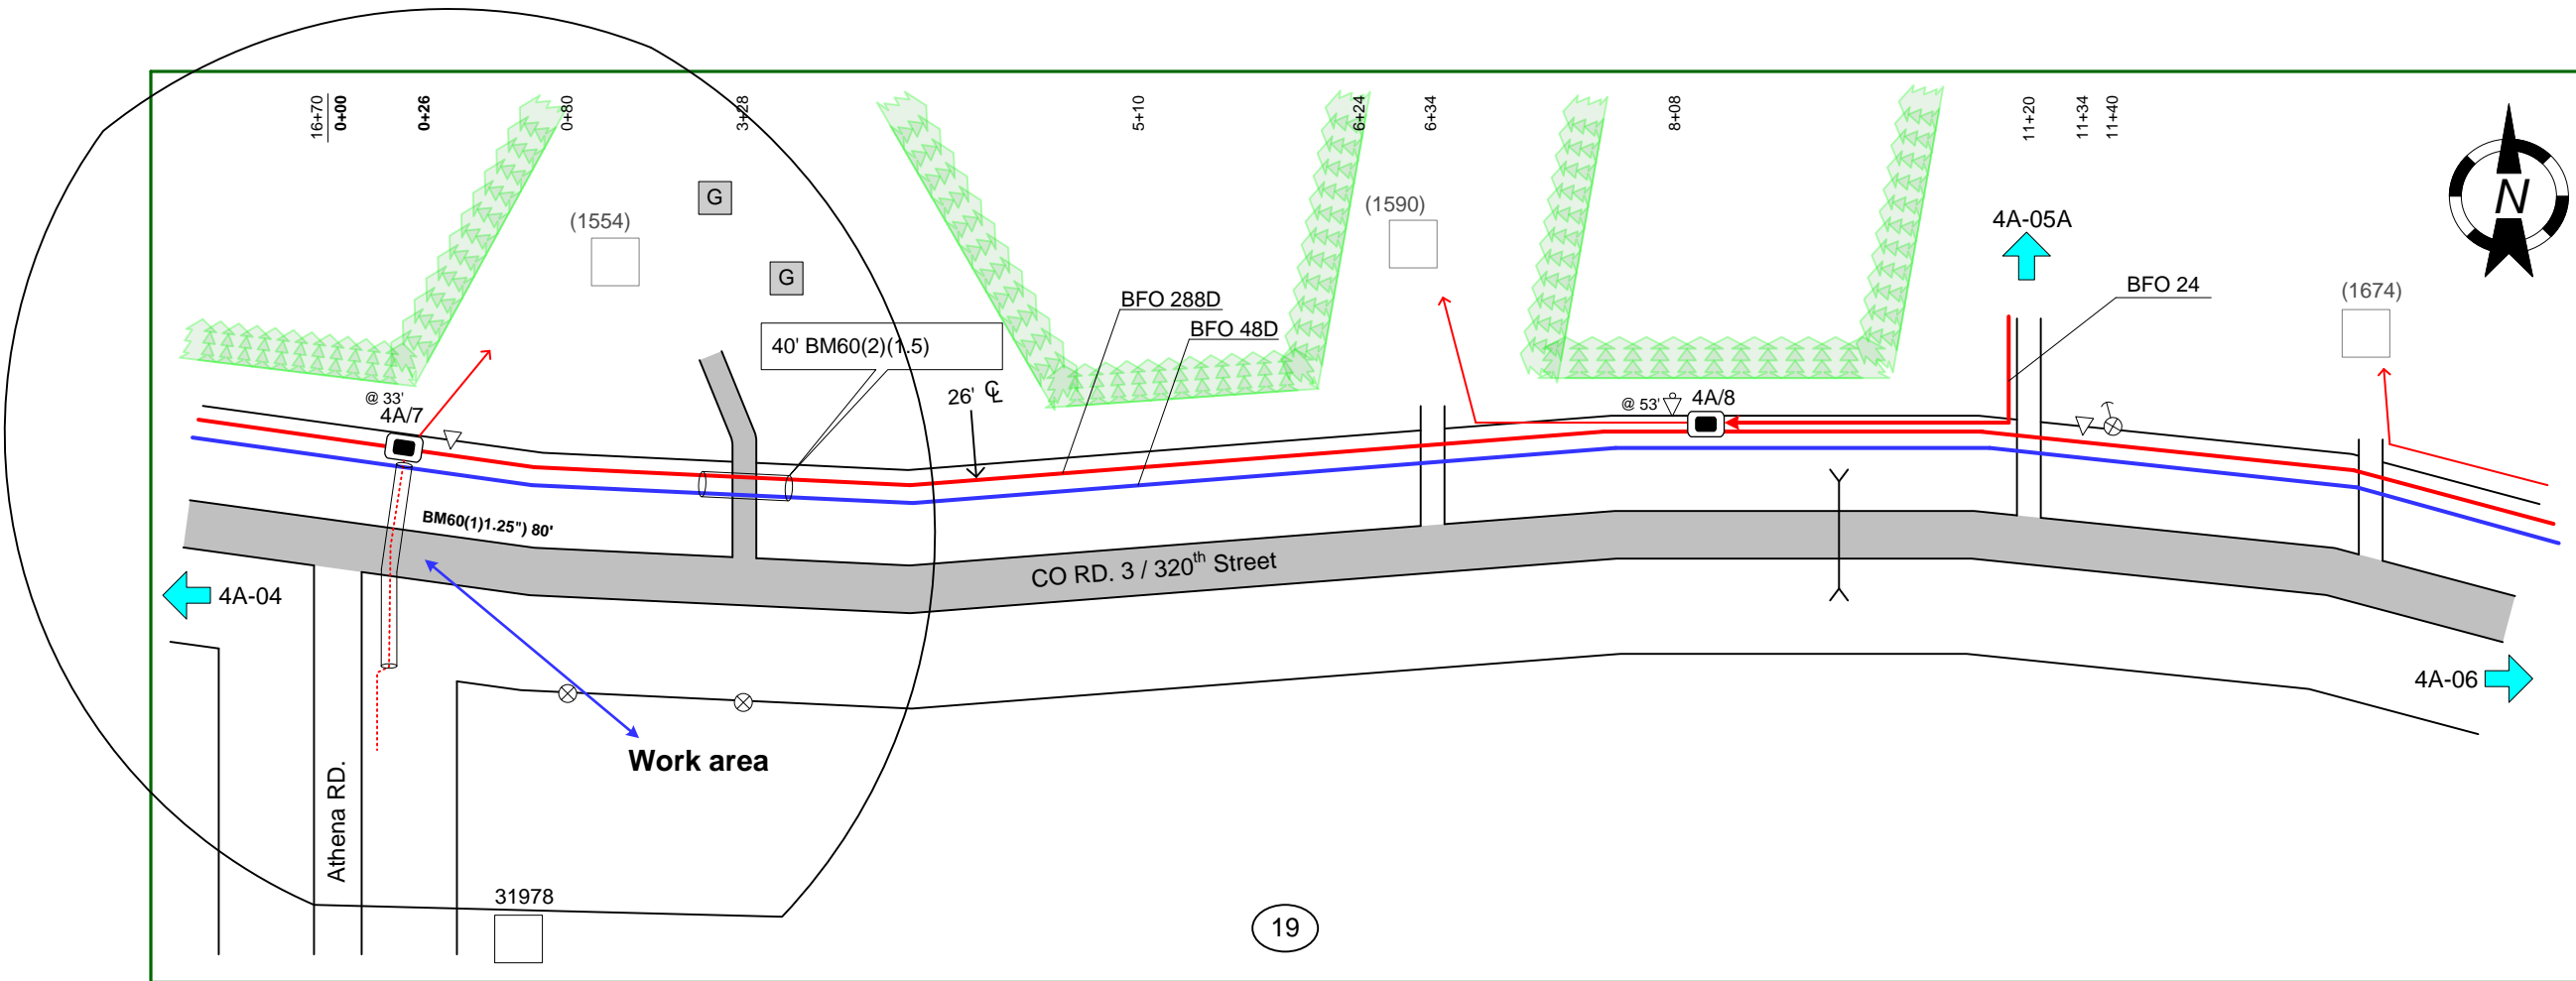 16+70
0+00
0+26
0+80
3+28
5+10
6+24
6+34
8+08
11+20
11+34
11+40
N
G
(1554)
G
(1590)
4A-05A
BFO 24
(1674)
BFO 288D
BFO 48D
40' BM60(2)(1.5)
26' ℄
@ 33'
4A/7
@ 53'
4A/8
BM60(1)1.25") 80'
CO RD. 3 / 320th Street
4A-04
4A-06
Work area
Athena RD.
31978
19